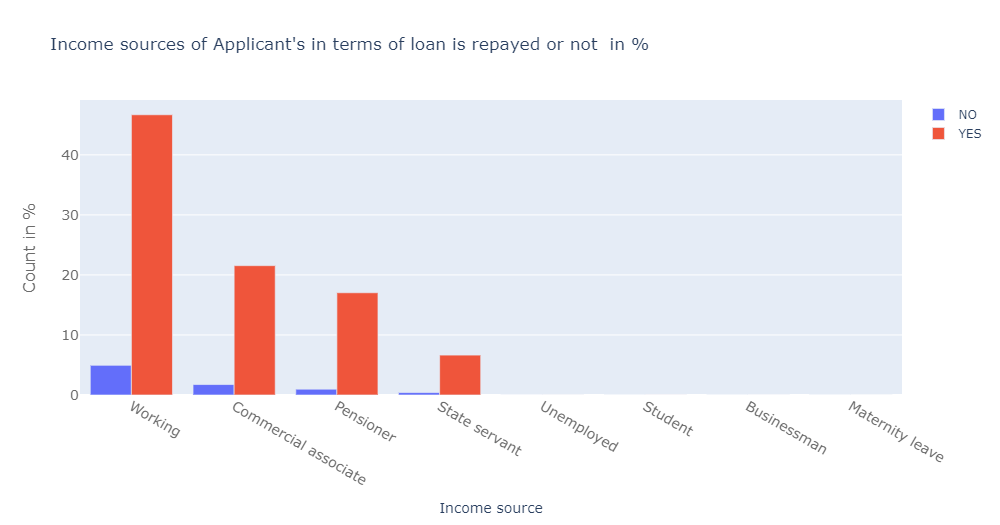 Income sources of Applicant's in terms of loan is repayed or not  in %
NO
YES
Count in %
40
30
20
10
0
Working
Commercial associate
Pensioner
State servant
Unemployed
Student
Businessman
Maternity leave
Income source